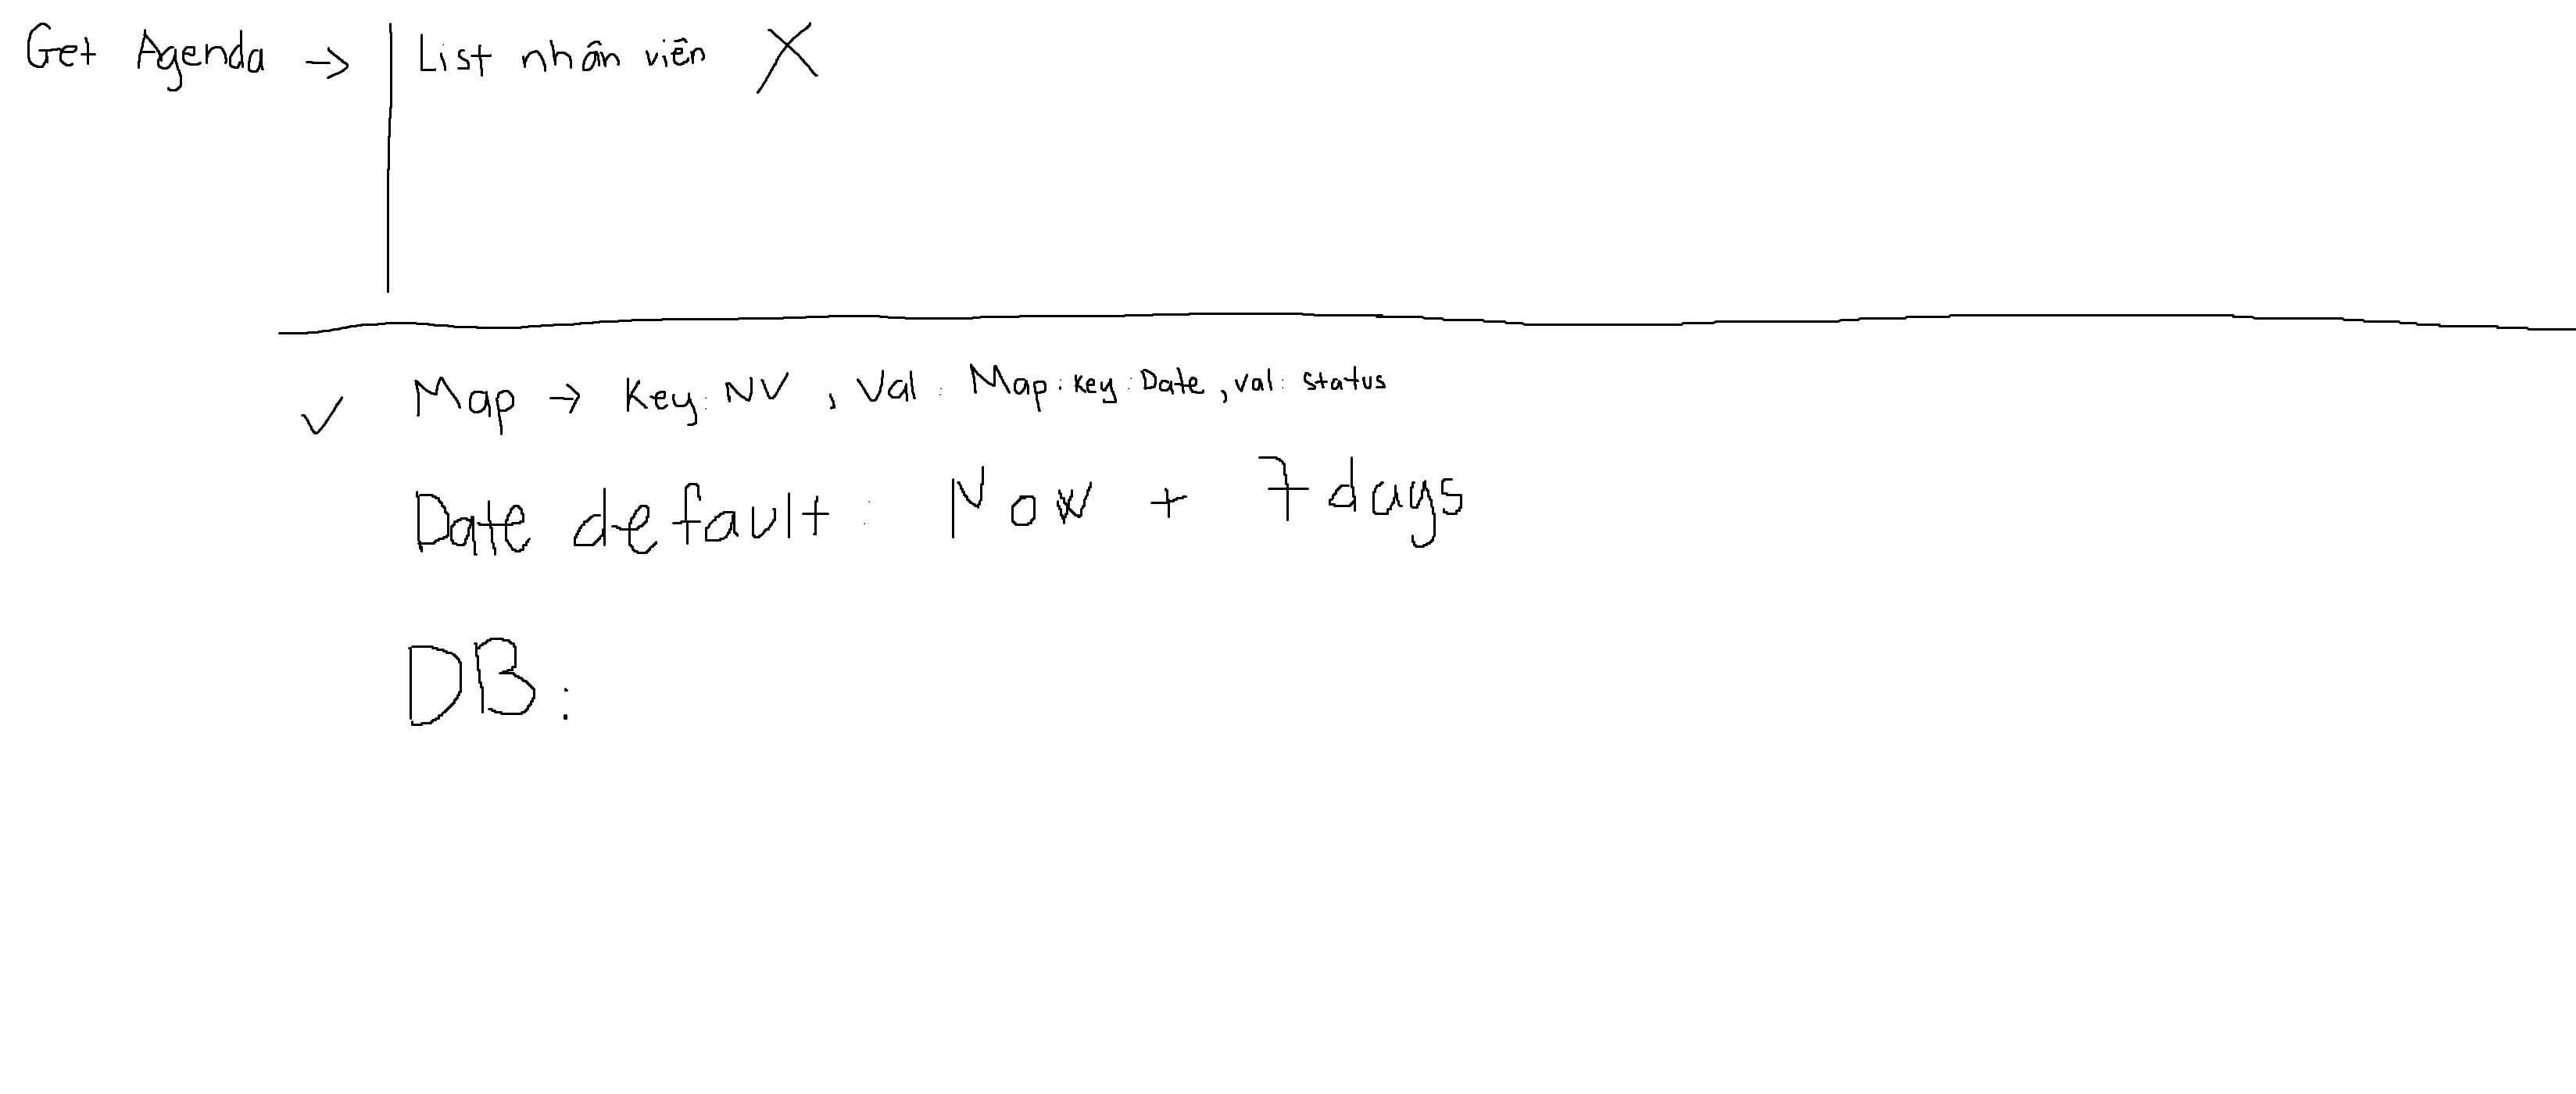 Get Agenda -> List nhân viên X
✓ Map -> Key: NV, Val: Map: Key: Date, val: status
Date default: Now + 7 days
DB: